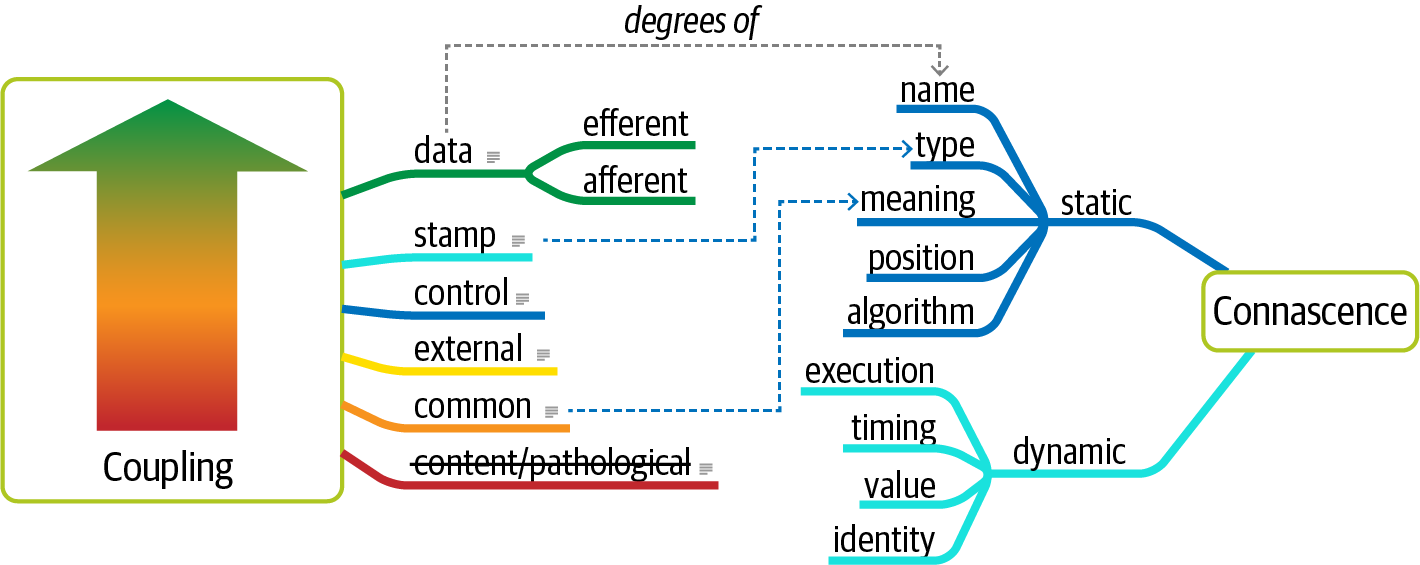 degrees of
Coupling
data
efferent
afferent
stamp
control
external
common
content/pathological
name
type
meaning
position
algorithm
static
execution
timing
value
identity
dynamic
Connascence